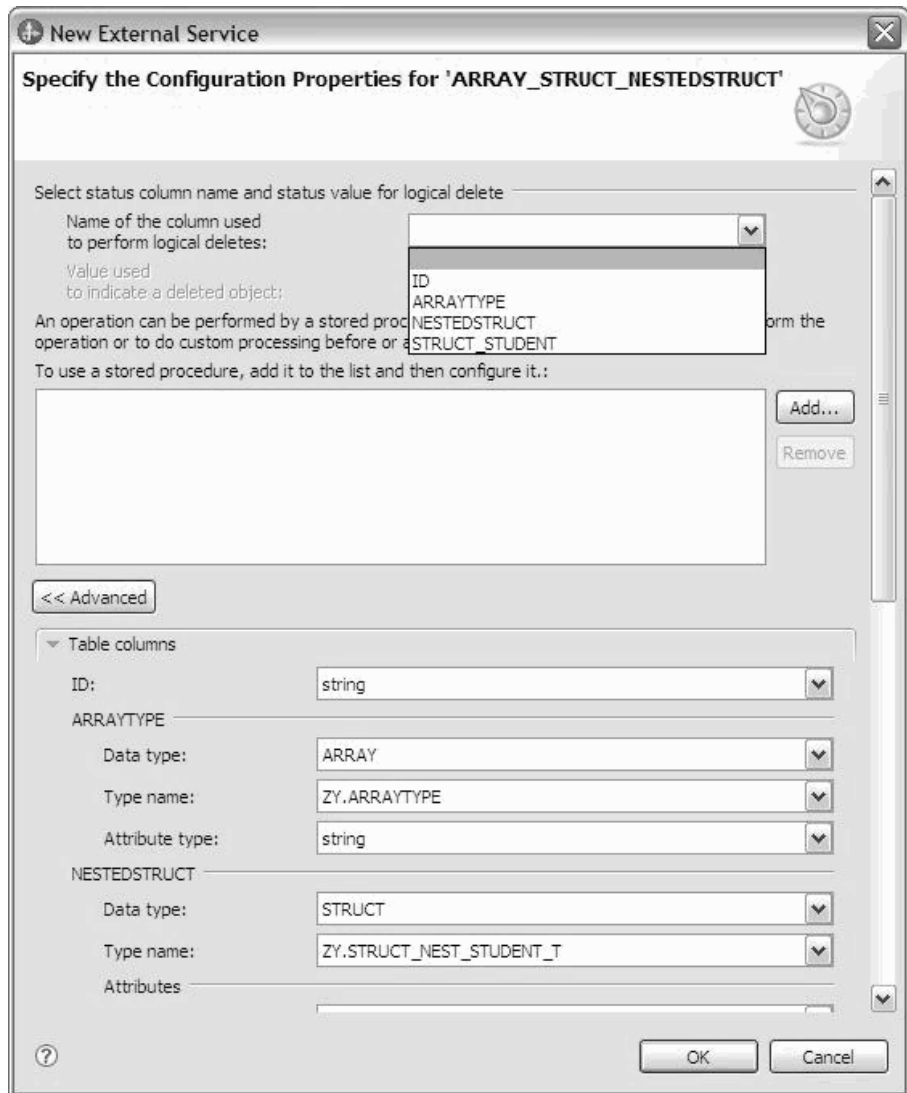 New External Service
Specify the Configuration Properties for 'ARRAY_STRUCT_NESTEDSTRUCT'
Select status column name and status value for logical delete
Name of the column used
to perform logical deletes:
Value used
to indicate a deleted object:
ID
ARRAYTYPE
NESTEDSTRUCT
STRUCT_STUDENT
An operation can be performed by a stored proc orm the
operation or to do custom processing before or a
To use a stored procedure, add it to the list and then configure it.:
Add...
Remove
<< Advanced
Table columns
ID: string
ARRAYTYPE
Data type: ARRAY
Type name: ZY.ARRAYTYPE
Attribute type: string
NESTEDSTRUCT
Data type: STRUCT
Type name: ZY.STRUCT_NEST_STUDENT_T
Attributes
?
OK Cancel